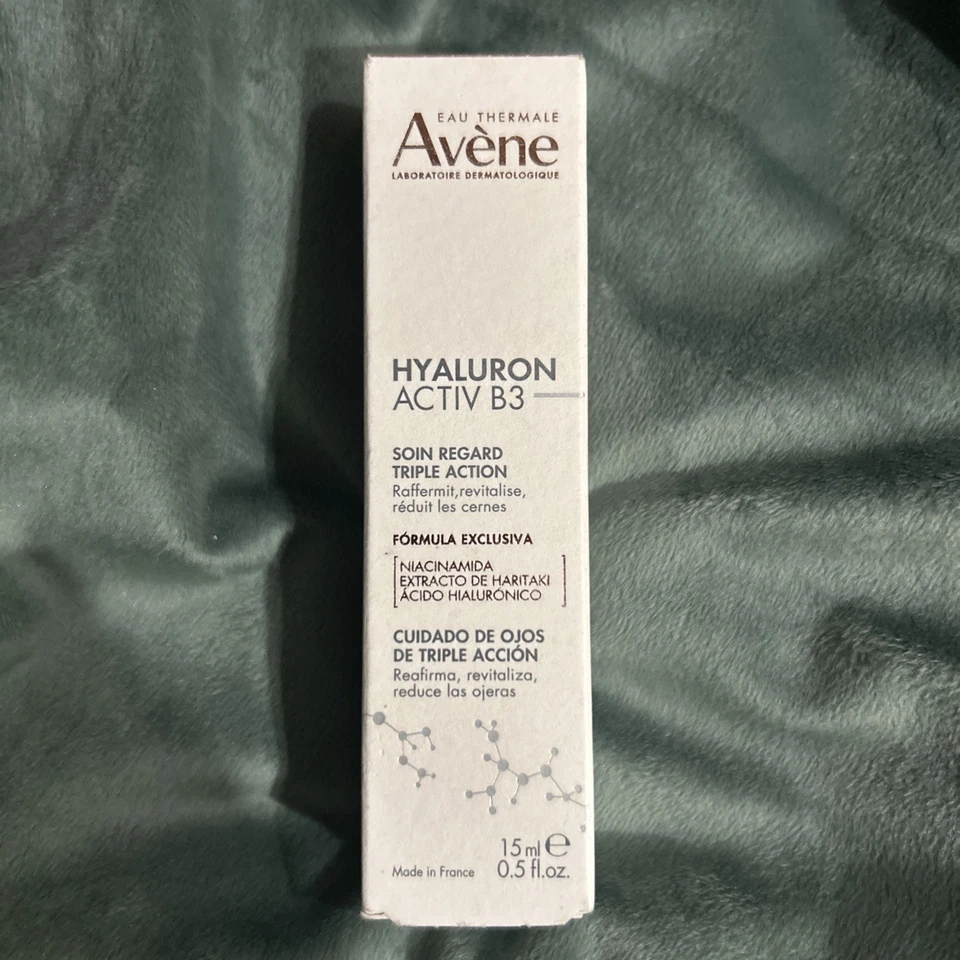 EAU THERMALE
Avène
LABORATOIRE DERMATOLOGIQUE
HYALURON
ACTIV B3
SOIN REGARD
TRIPLE ACTION
Raffermit, revitalise,
réduit les cernes
FÓRMULA EXCLUSIVA
NIACINAMIDA
EXTRACTO DE HARITAKI
ÁCIDO HIALURÓNICO
CUIDADO DE OJOS
DE TRIPLE ACCIÓN
Reafirma, revitaliza,
reduce las ojeras
15 ml ℮
Made in France 0.5 fl.oz.